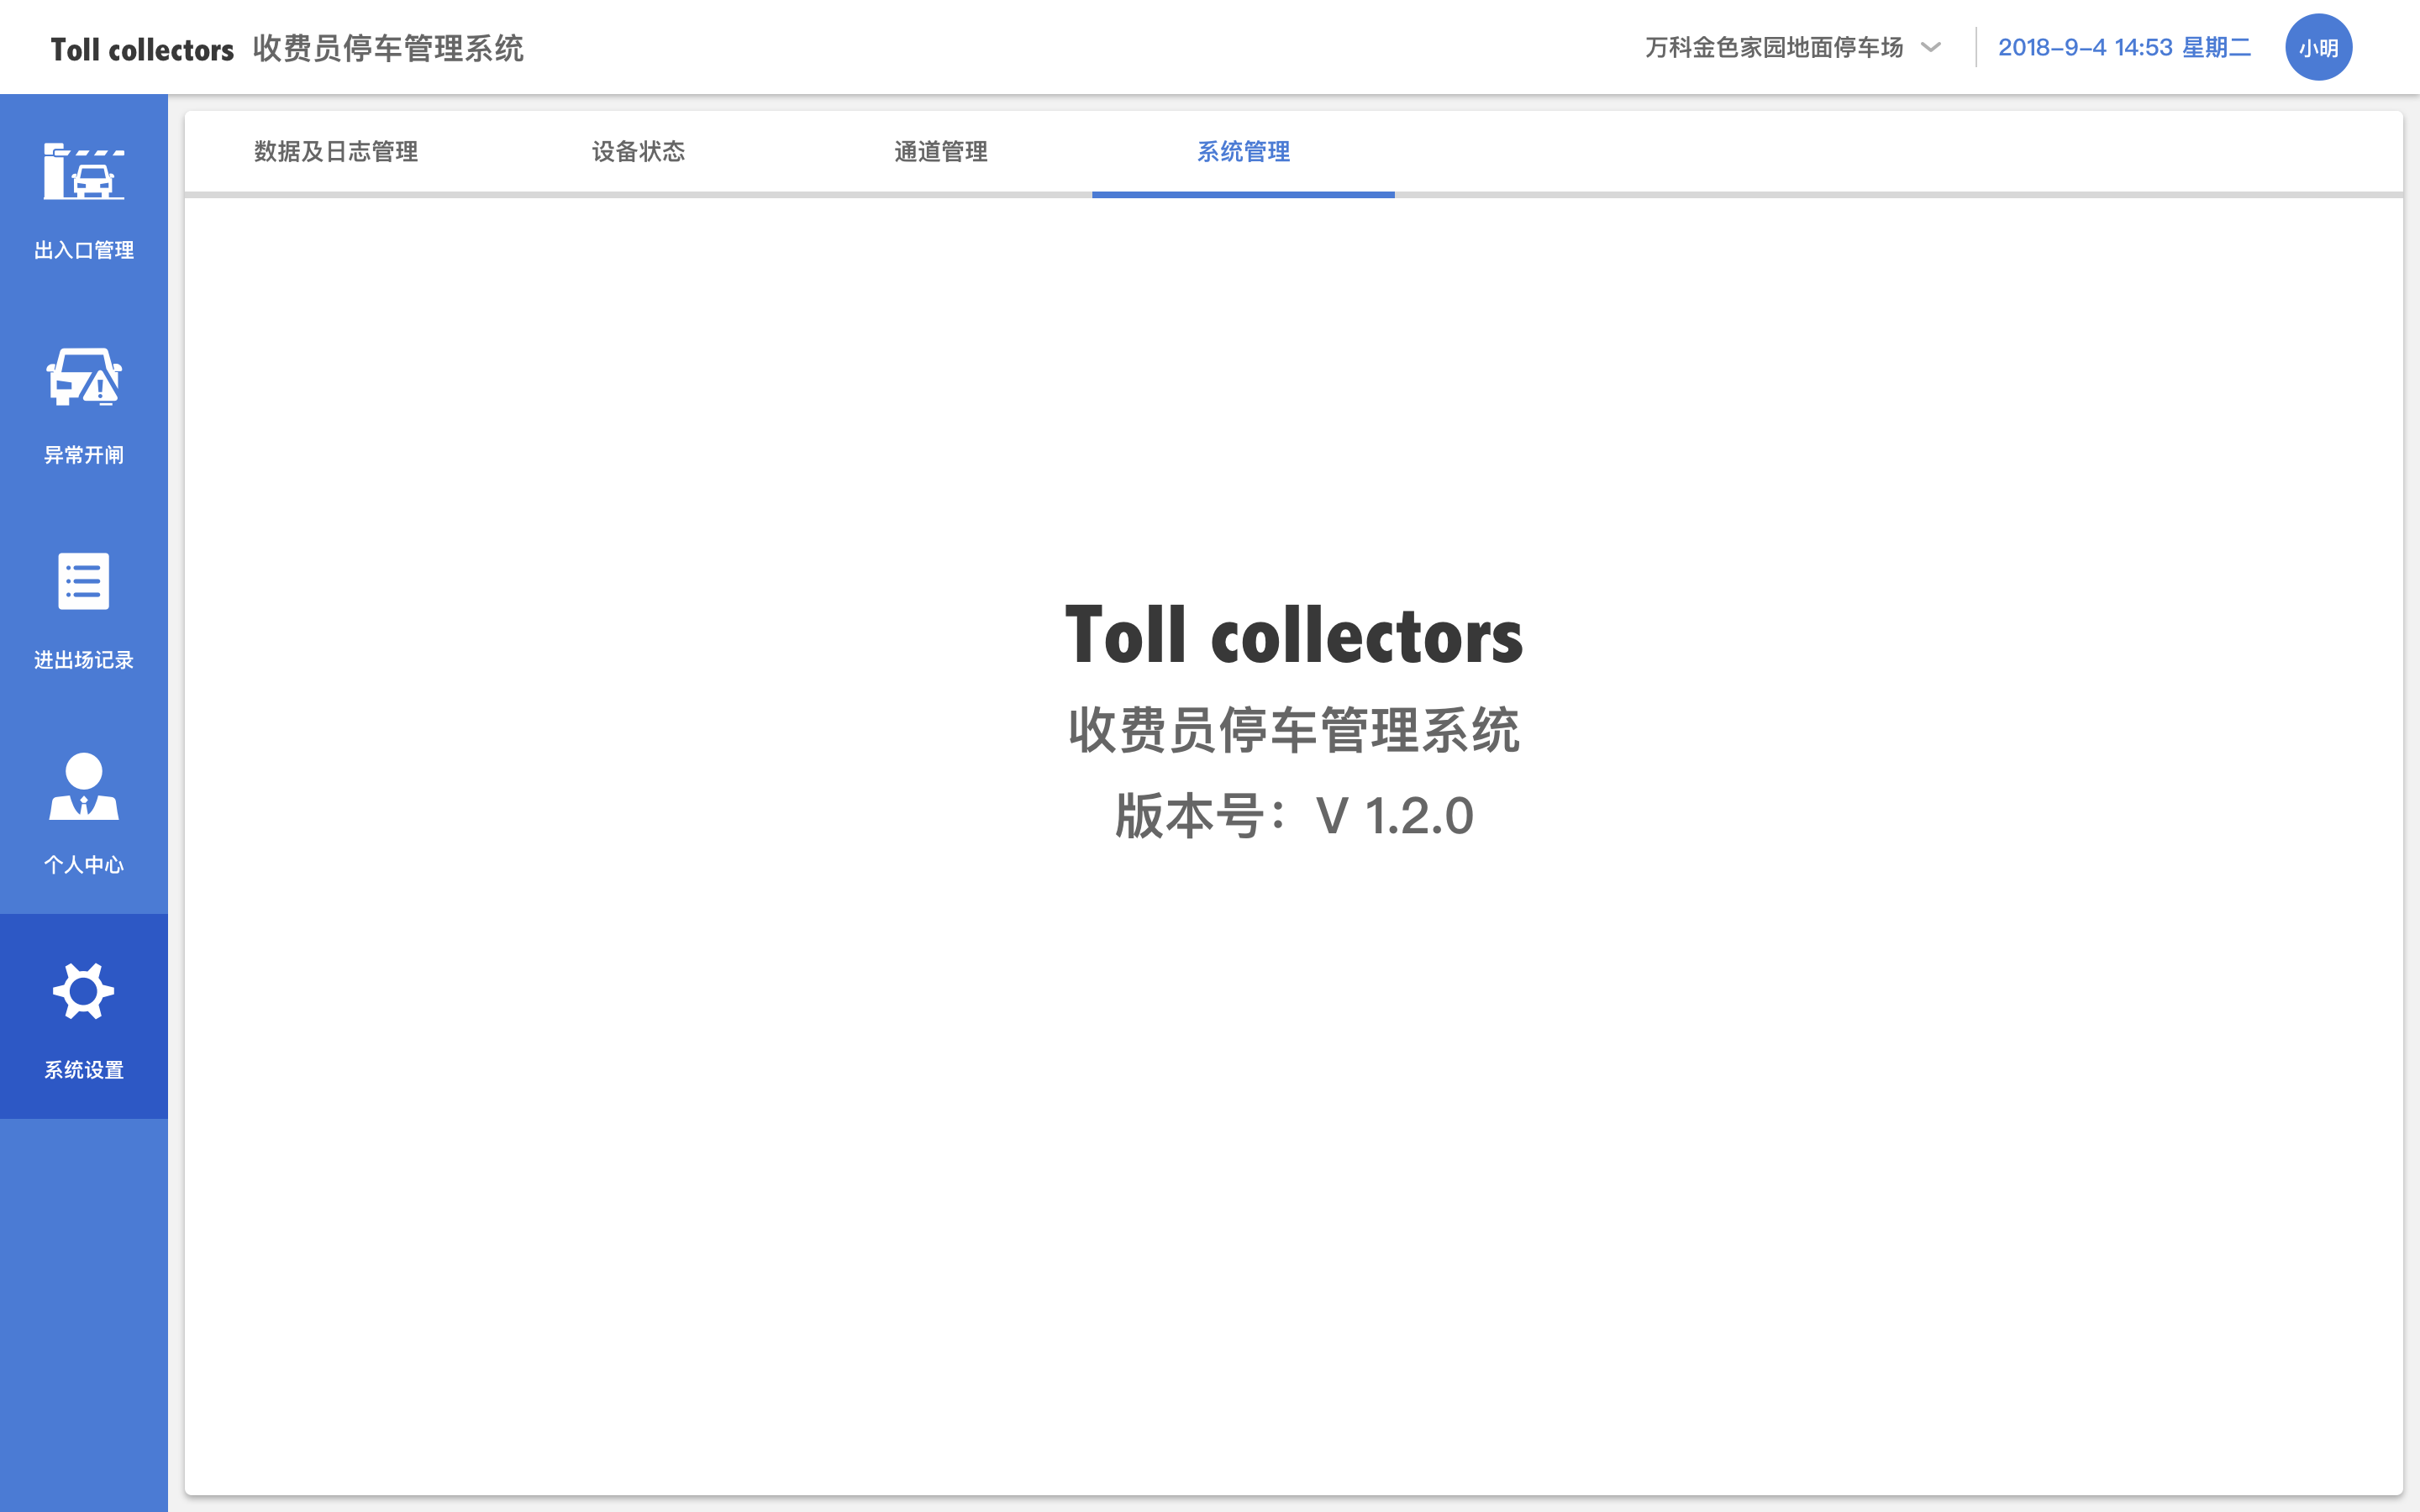 Toll collectors 收费员停车管理系统
万科金色家园地面停车场 2018-9-4 14:53 星期二 小明
数据及日志管理 设备状态 通道管理 系统管理
出入口管理
异常开闸
进出场记录
个人中心
系统设置
Toll collectors
收费员停车管理系统
版本号：V 1.2.0